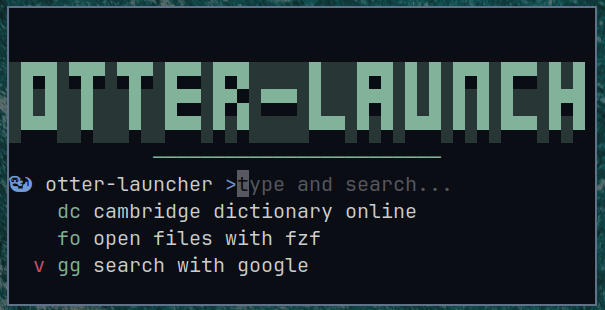 OTTER-LAUNCH
otter-launcher >type and search...
dc cambridge dictionary online
fo open files with fzf
v gg search with google